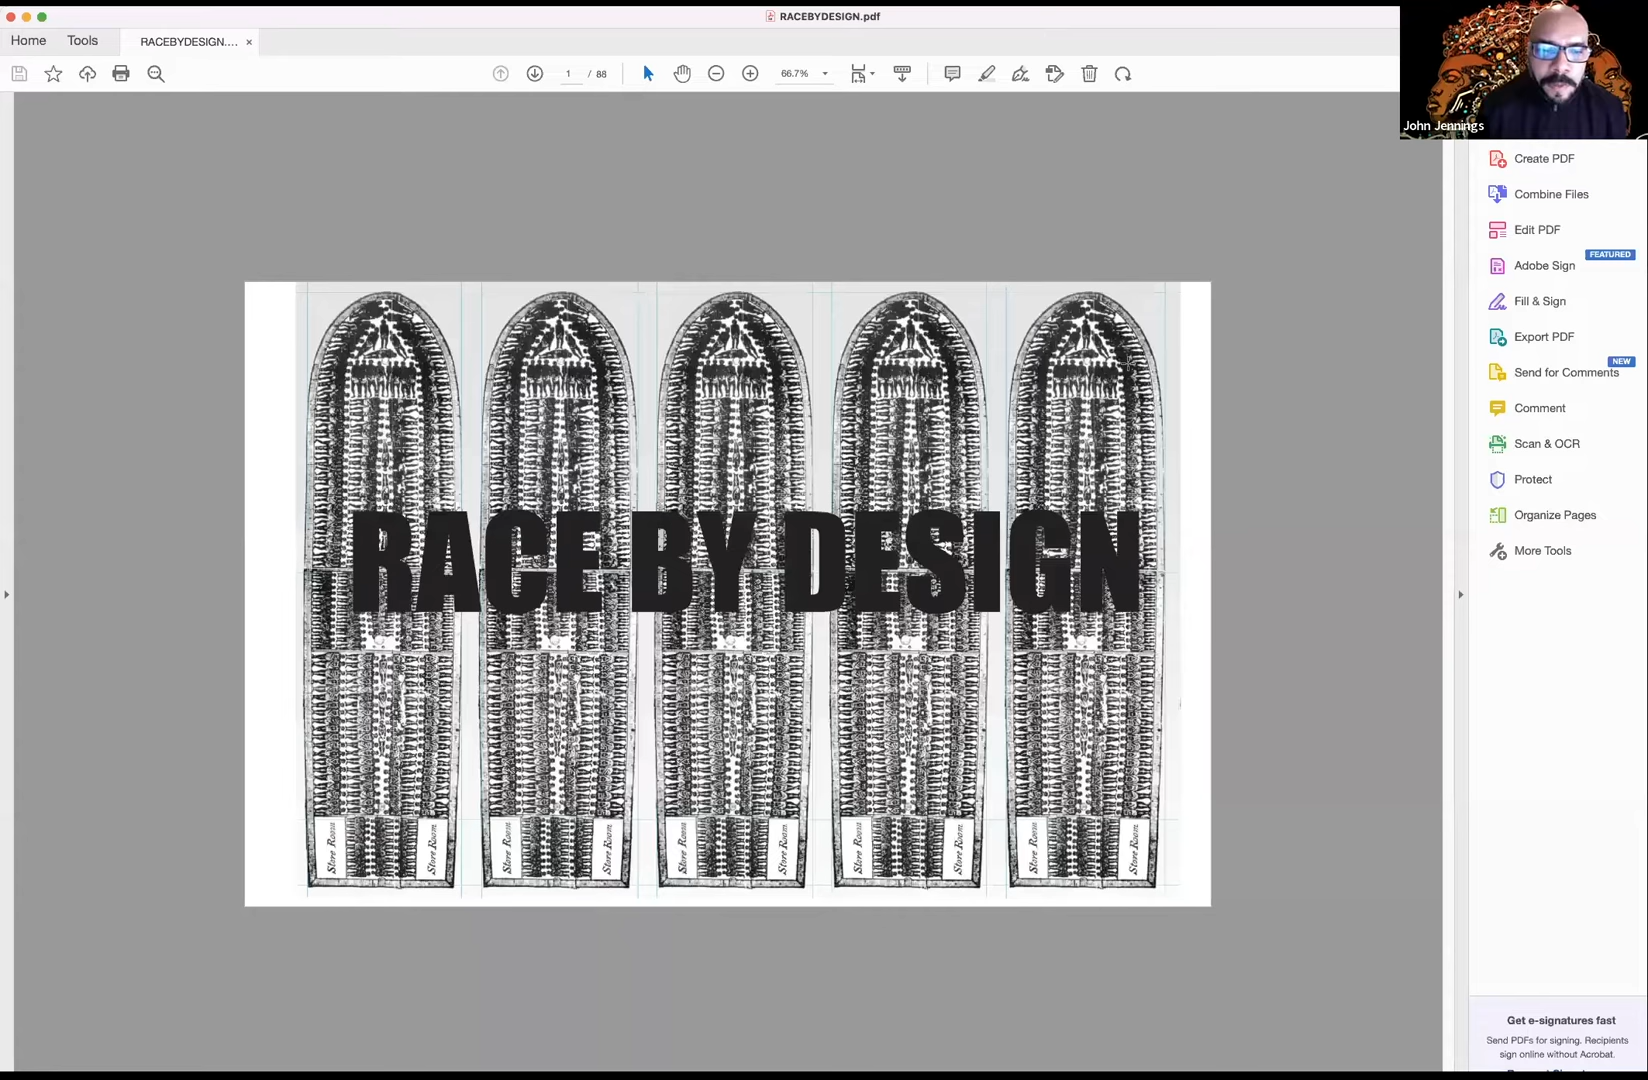 RACEBYDESIGN.pdf
Home
Tools
RACEBYDESIGN....
1 / 88
66.7%
John Jennings
Create PDF
Combine Files
Edit PDF
FEATURED
Adobe Sign
Fill & Sign
Export PDF
NEW
Send for Comments
Comment
Scan & OCR
Protect
Organize Pages
More Tools
RACE BY DESIGN
Store Room Store Room Store Room Store Room Store Room Store Room Store Room Store Room Store Room Store Room
Get e-signatures fast
Send PDFs for signing. Recipients
sign online without Acrobat.